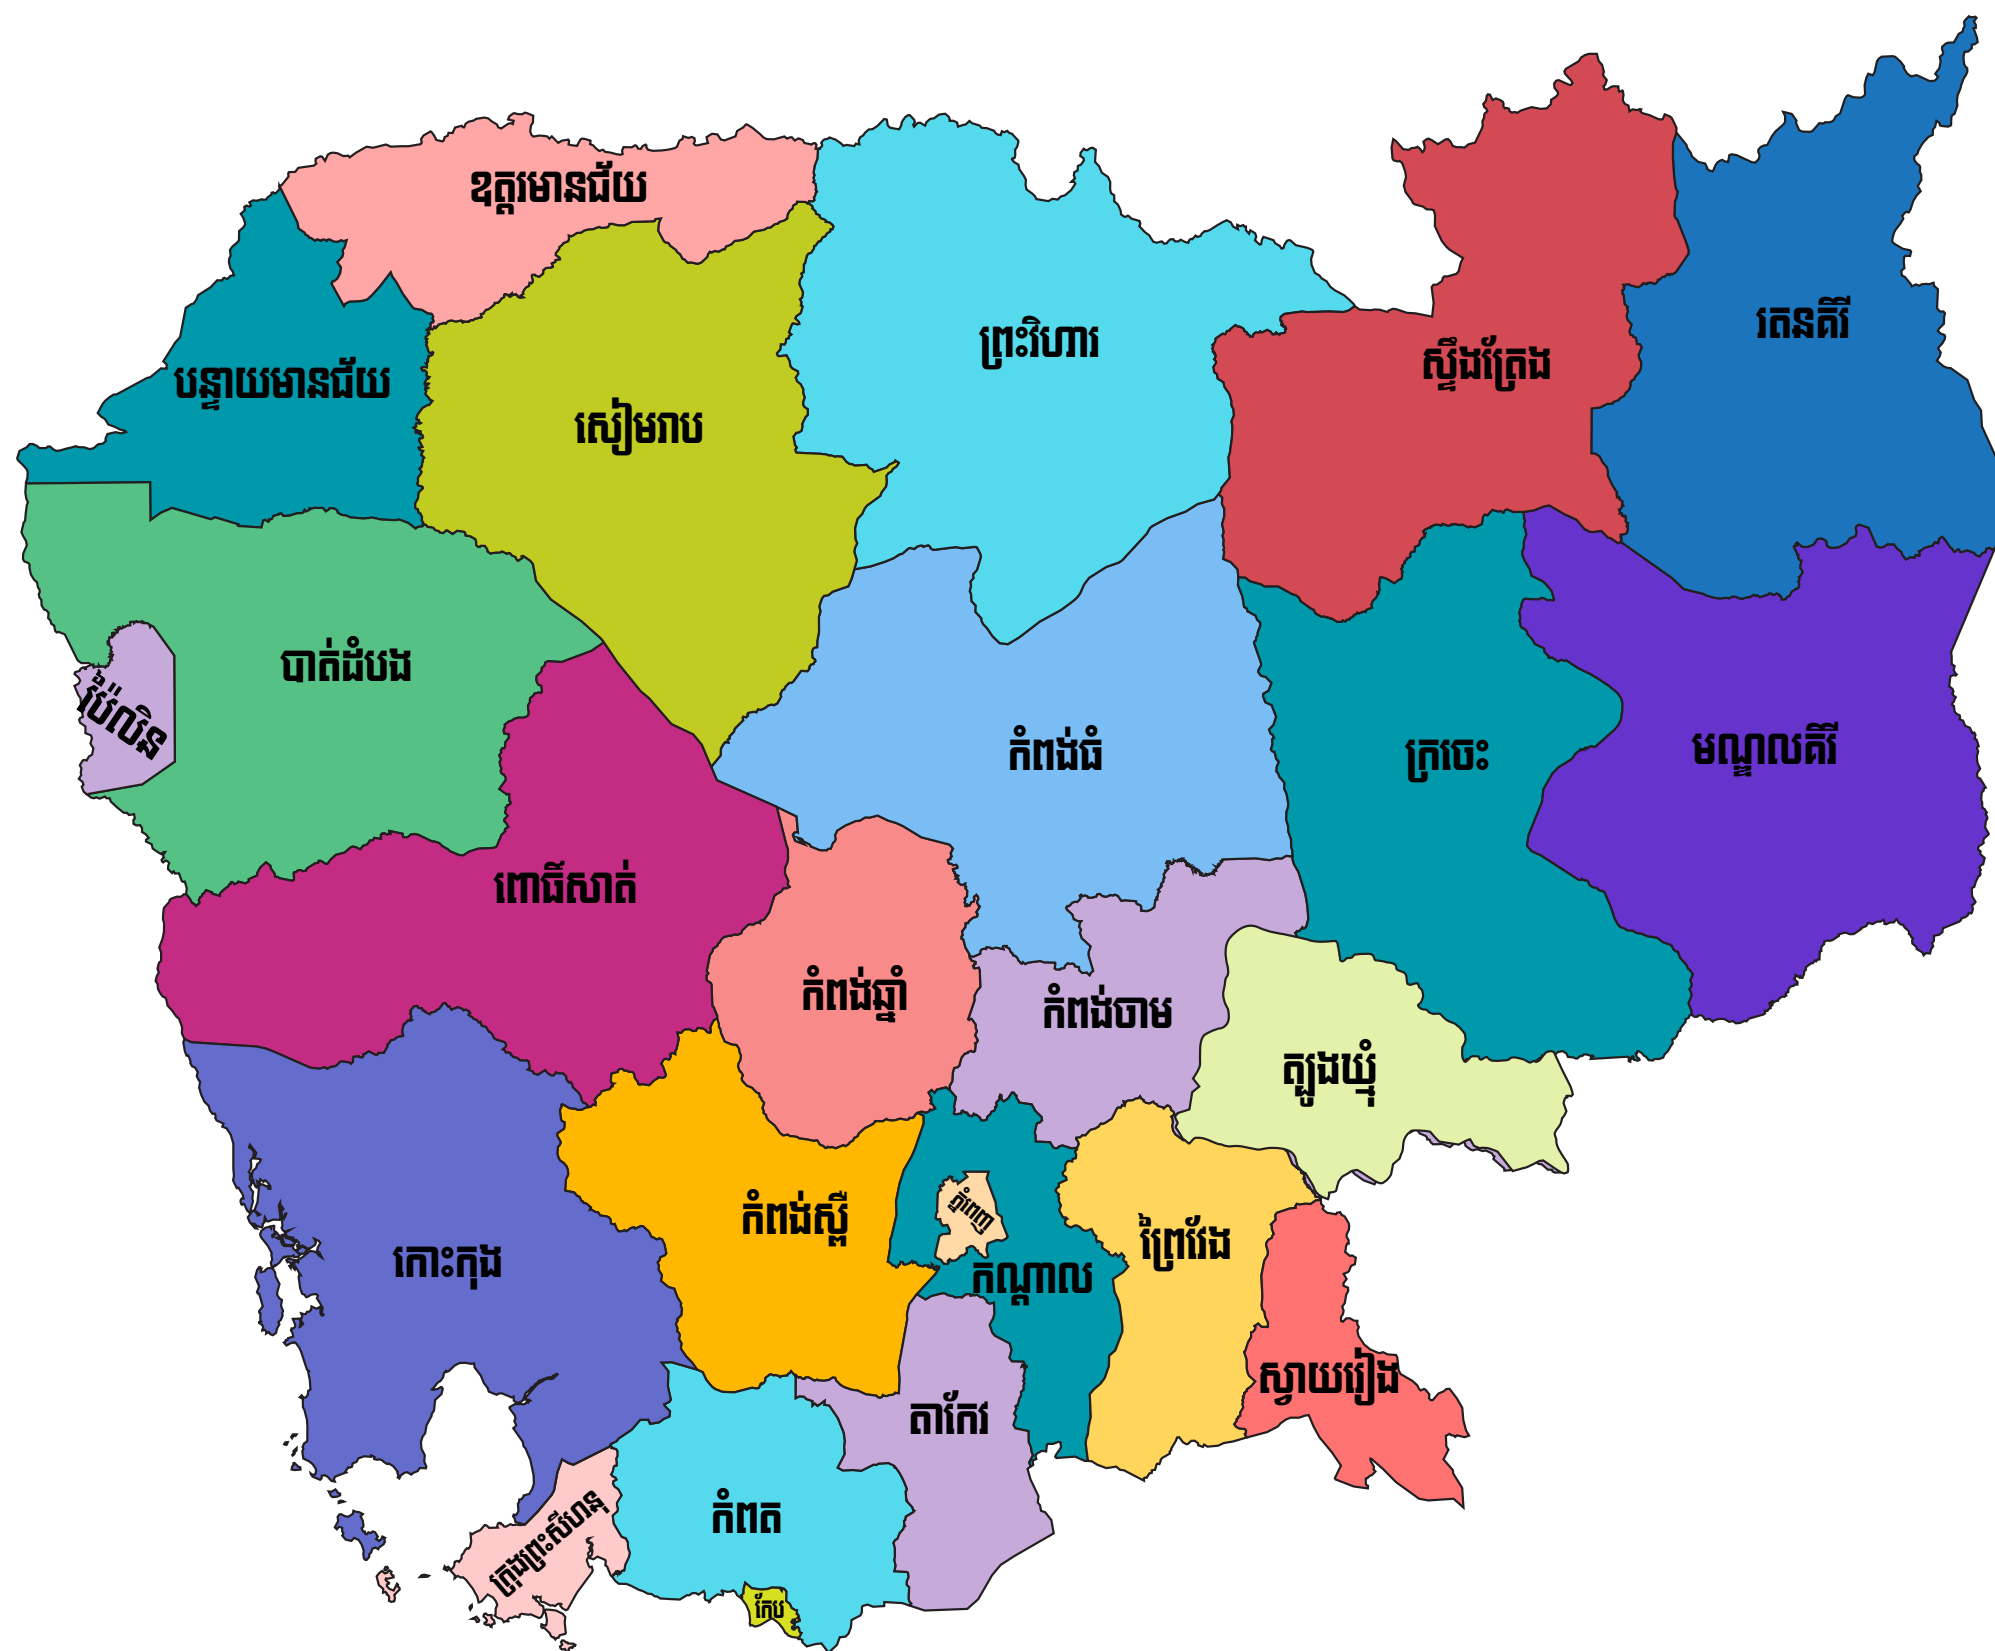 ឧត្តរមានជ័យ
រតនគិរី
ព្រះវិហារ
ស្ទឹងត្រែង
បន្ទាយមានជ័យ
សៀមរាប
បាត់ដំបង
ប៉ៃលិន
កំពង់ធំ
ក្រចេះ
មណ្ឌលគិរី
ពោធិ៍សាត់
កំពង់ឆ្នាំ
កំពង់ចាម
ត្បូងឃ្មុំ
កំពង់ស្ពឺ
ភ្នំពេញ
ព្រៃវែង
កោះកុង
កណ្តាល
ស្វាយរៀង
តាកែវ
កំពត
ក្រុងព្រះសីហនុ
កែប